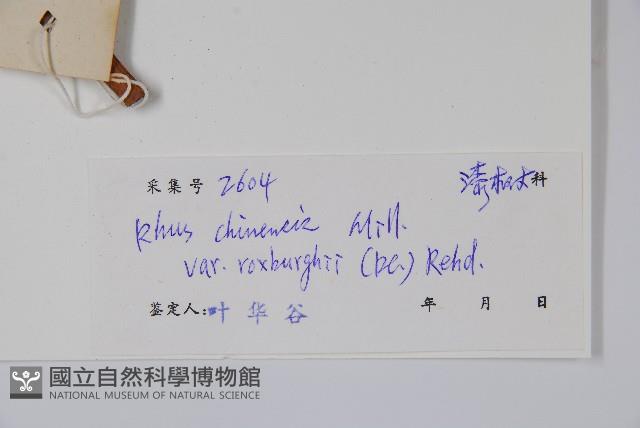 采集号 2604 漆树科
Rhus chinensis Mill.
var. roxburghii (DC.) Rehd.
鉴定人: 叶华谷 年 月 日
國立自然科學博物館
NATIONAL MUSEUM OF NATURAL SCIENCE